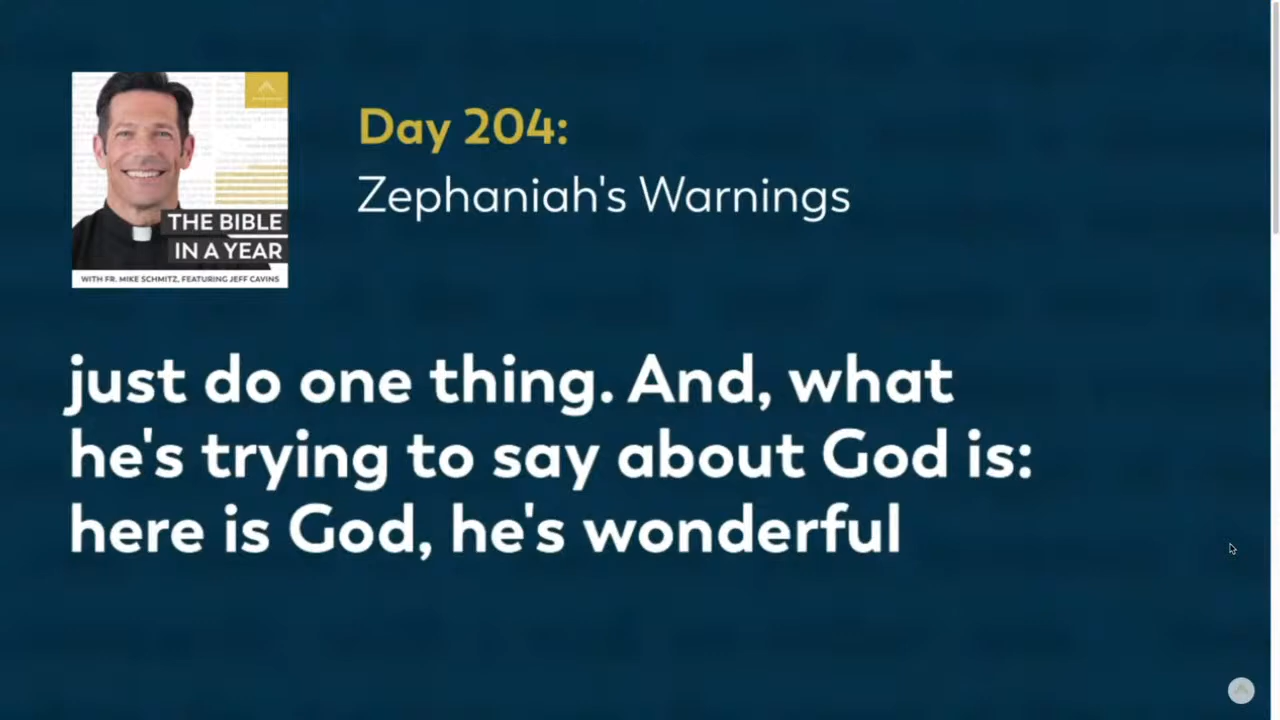 Day 204:
Zephaniah's Warnings
THE BIBLE
IN A YEAR
WITH FR. MIKE SCHMITZ, FEATURING JEFF CAVINS
just do one thing. And, what
he's trying to say about God is:
here is God, he's wonderful